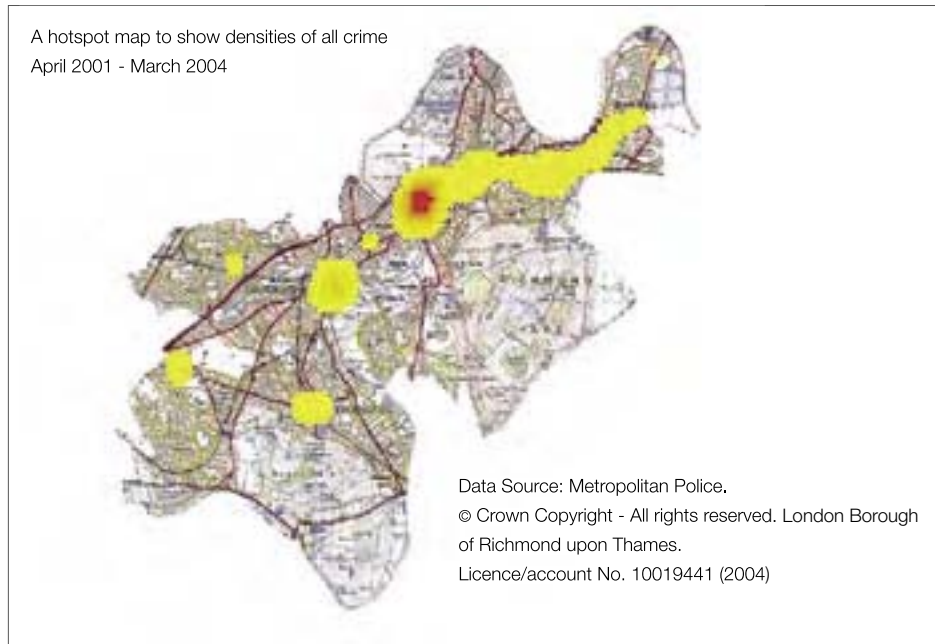 A hotspot map to show densities of all crime
April 2001 - March 2004
Data Source: Metropolitan Police.
© Crown Copyright - All rights reserved. London Borough
of Richmond upon Thames.
Licence/account No. 10019441 (2004)